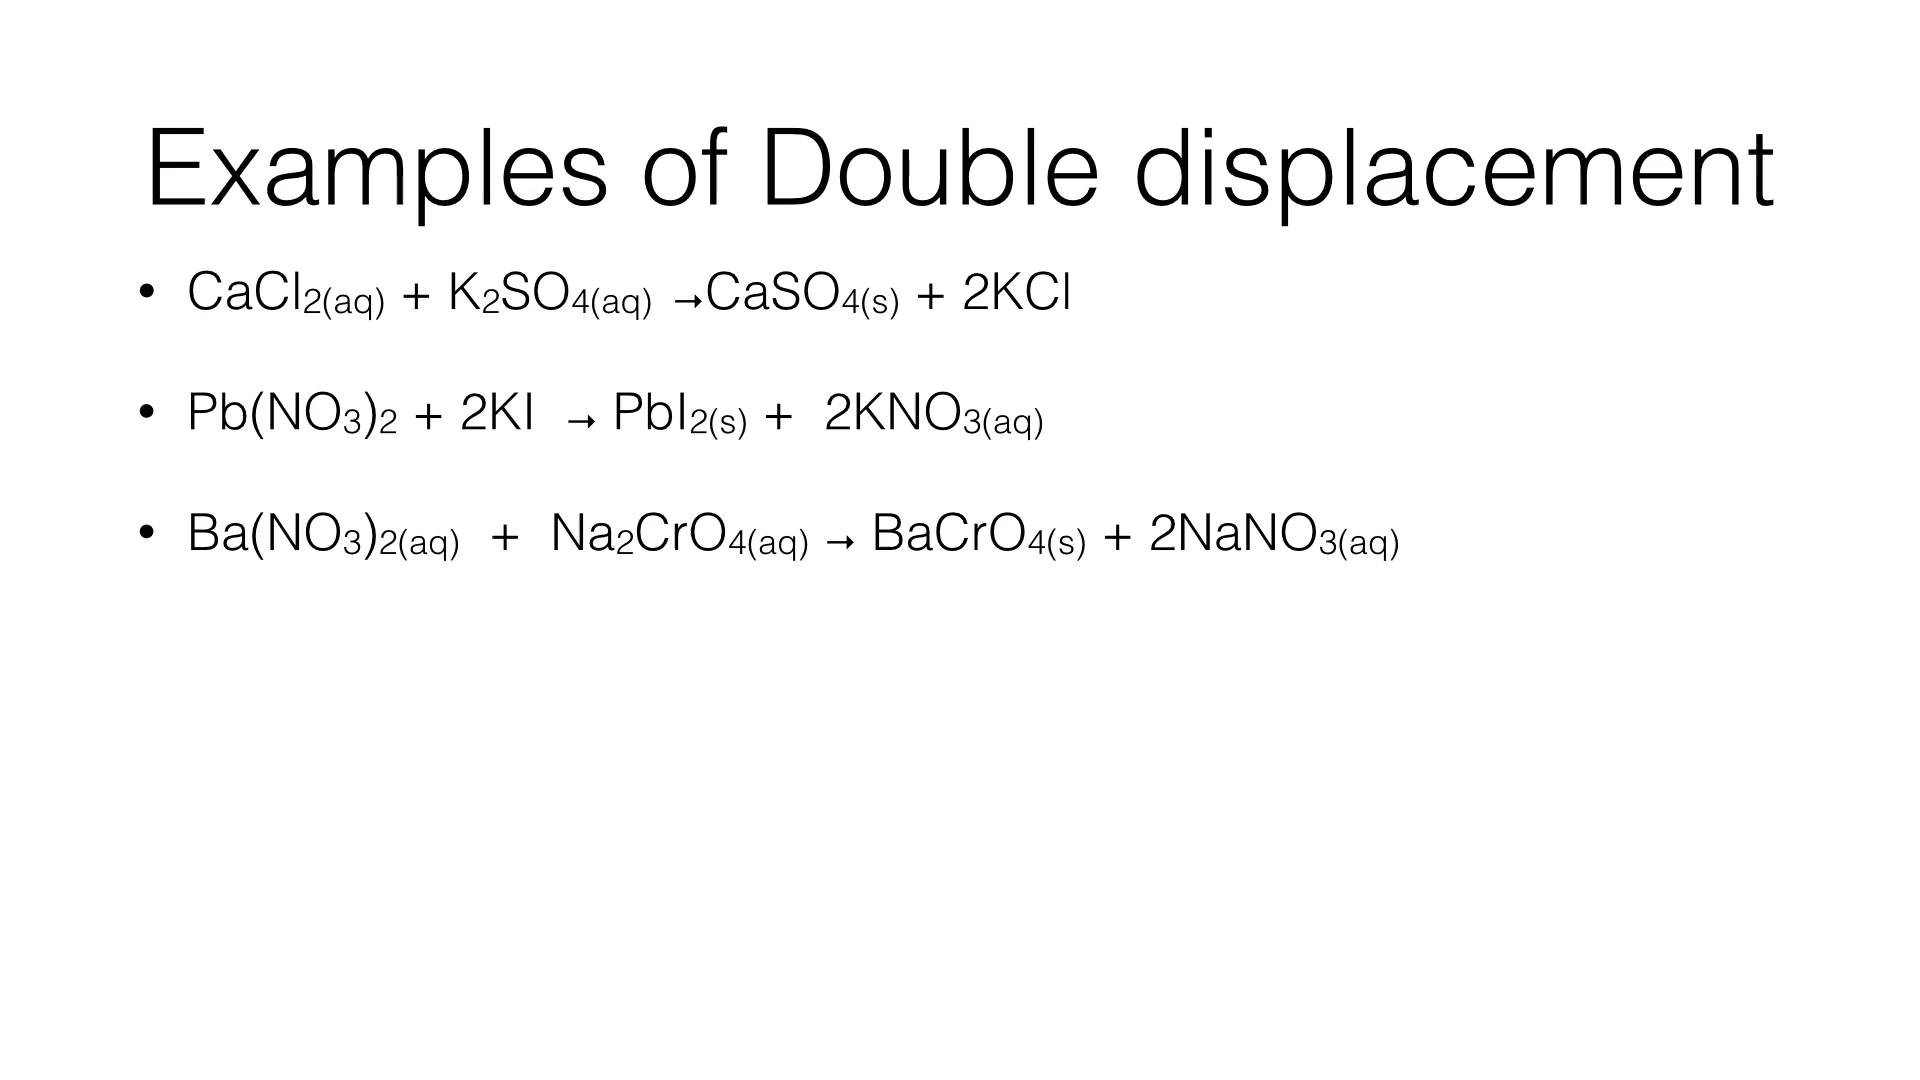 Examples of Double displacement
• CaCl₂(aq) + K₂SO₄(aq) →CaSO₄(s) + 2KCl
• Pb(NO₃)₂ + 2KI → PbI₂(s) + 2KNO₃(aq)
• Ba(NO₃)₂(aq) + Na₂CrO₄(aq) → BaCrO₄(s) + 2NaNO₃(aq)